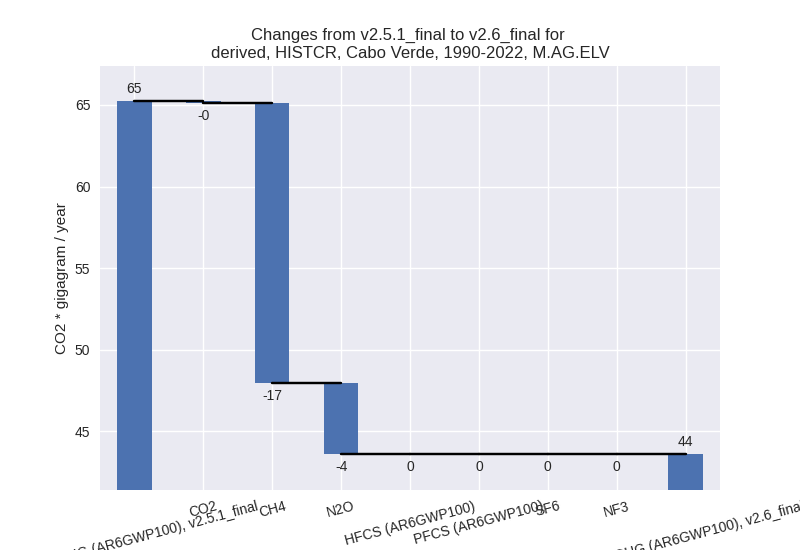 Changes from v2.5.1_final to v2.6_final for
derived, HISTCR, Cabo Verde, 1990-2022, M.AG.ELV
CO2 * gigagram / year
65
60
55
50
45
65
-0
-17
-4
0
0
0
0
44
(AR6GWP100), v2.5.1_final
CO2
CH4
N2O
HFCS (AR6GWP100)
PFCS (AR6GWP100)
SF6
NF3
(AR6GWP100), v2.6_final